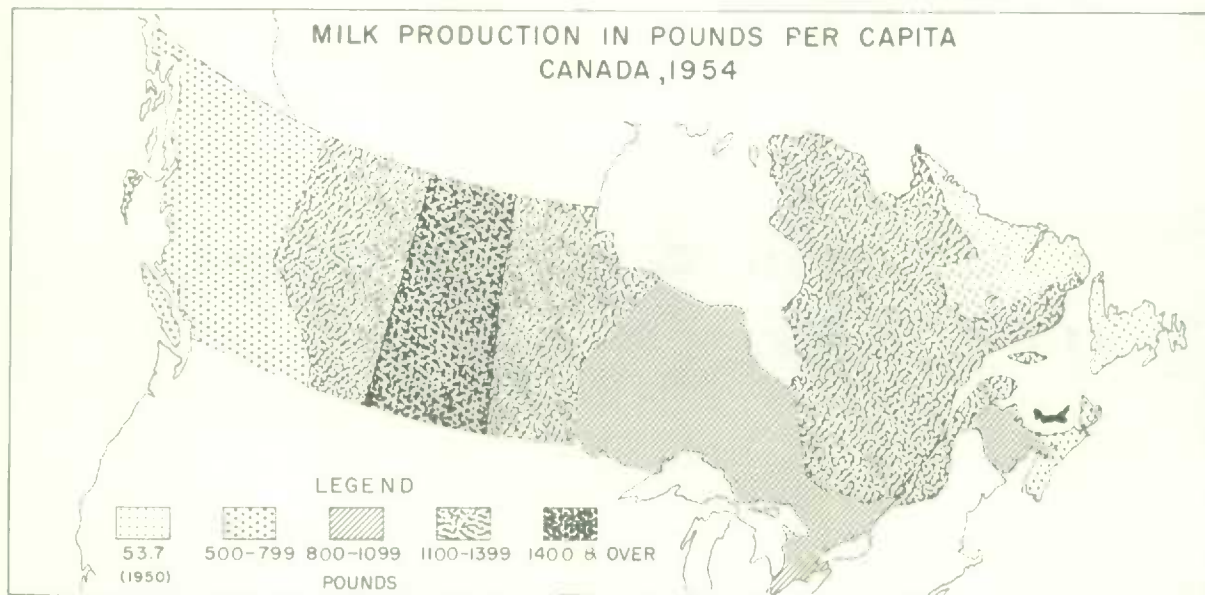 MILK PRODUCTION IN POUNDS PER CAPITA
CANADA, 1954
LEGEND
53.7 500-799 800-1099 1100-1399 1400 & OVER
(1950) POUNDS